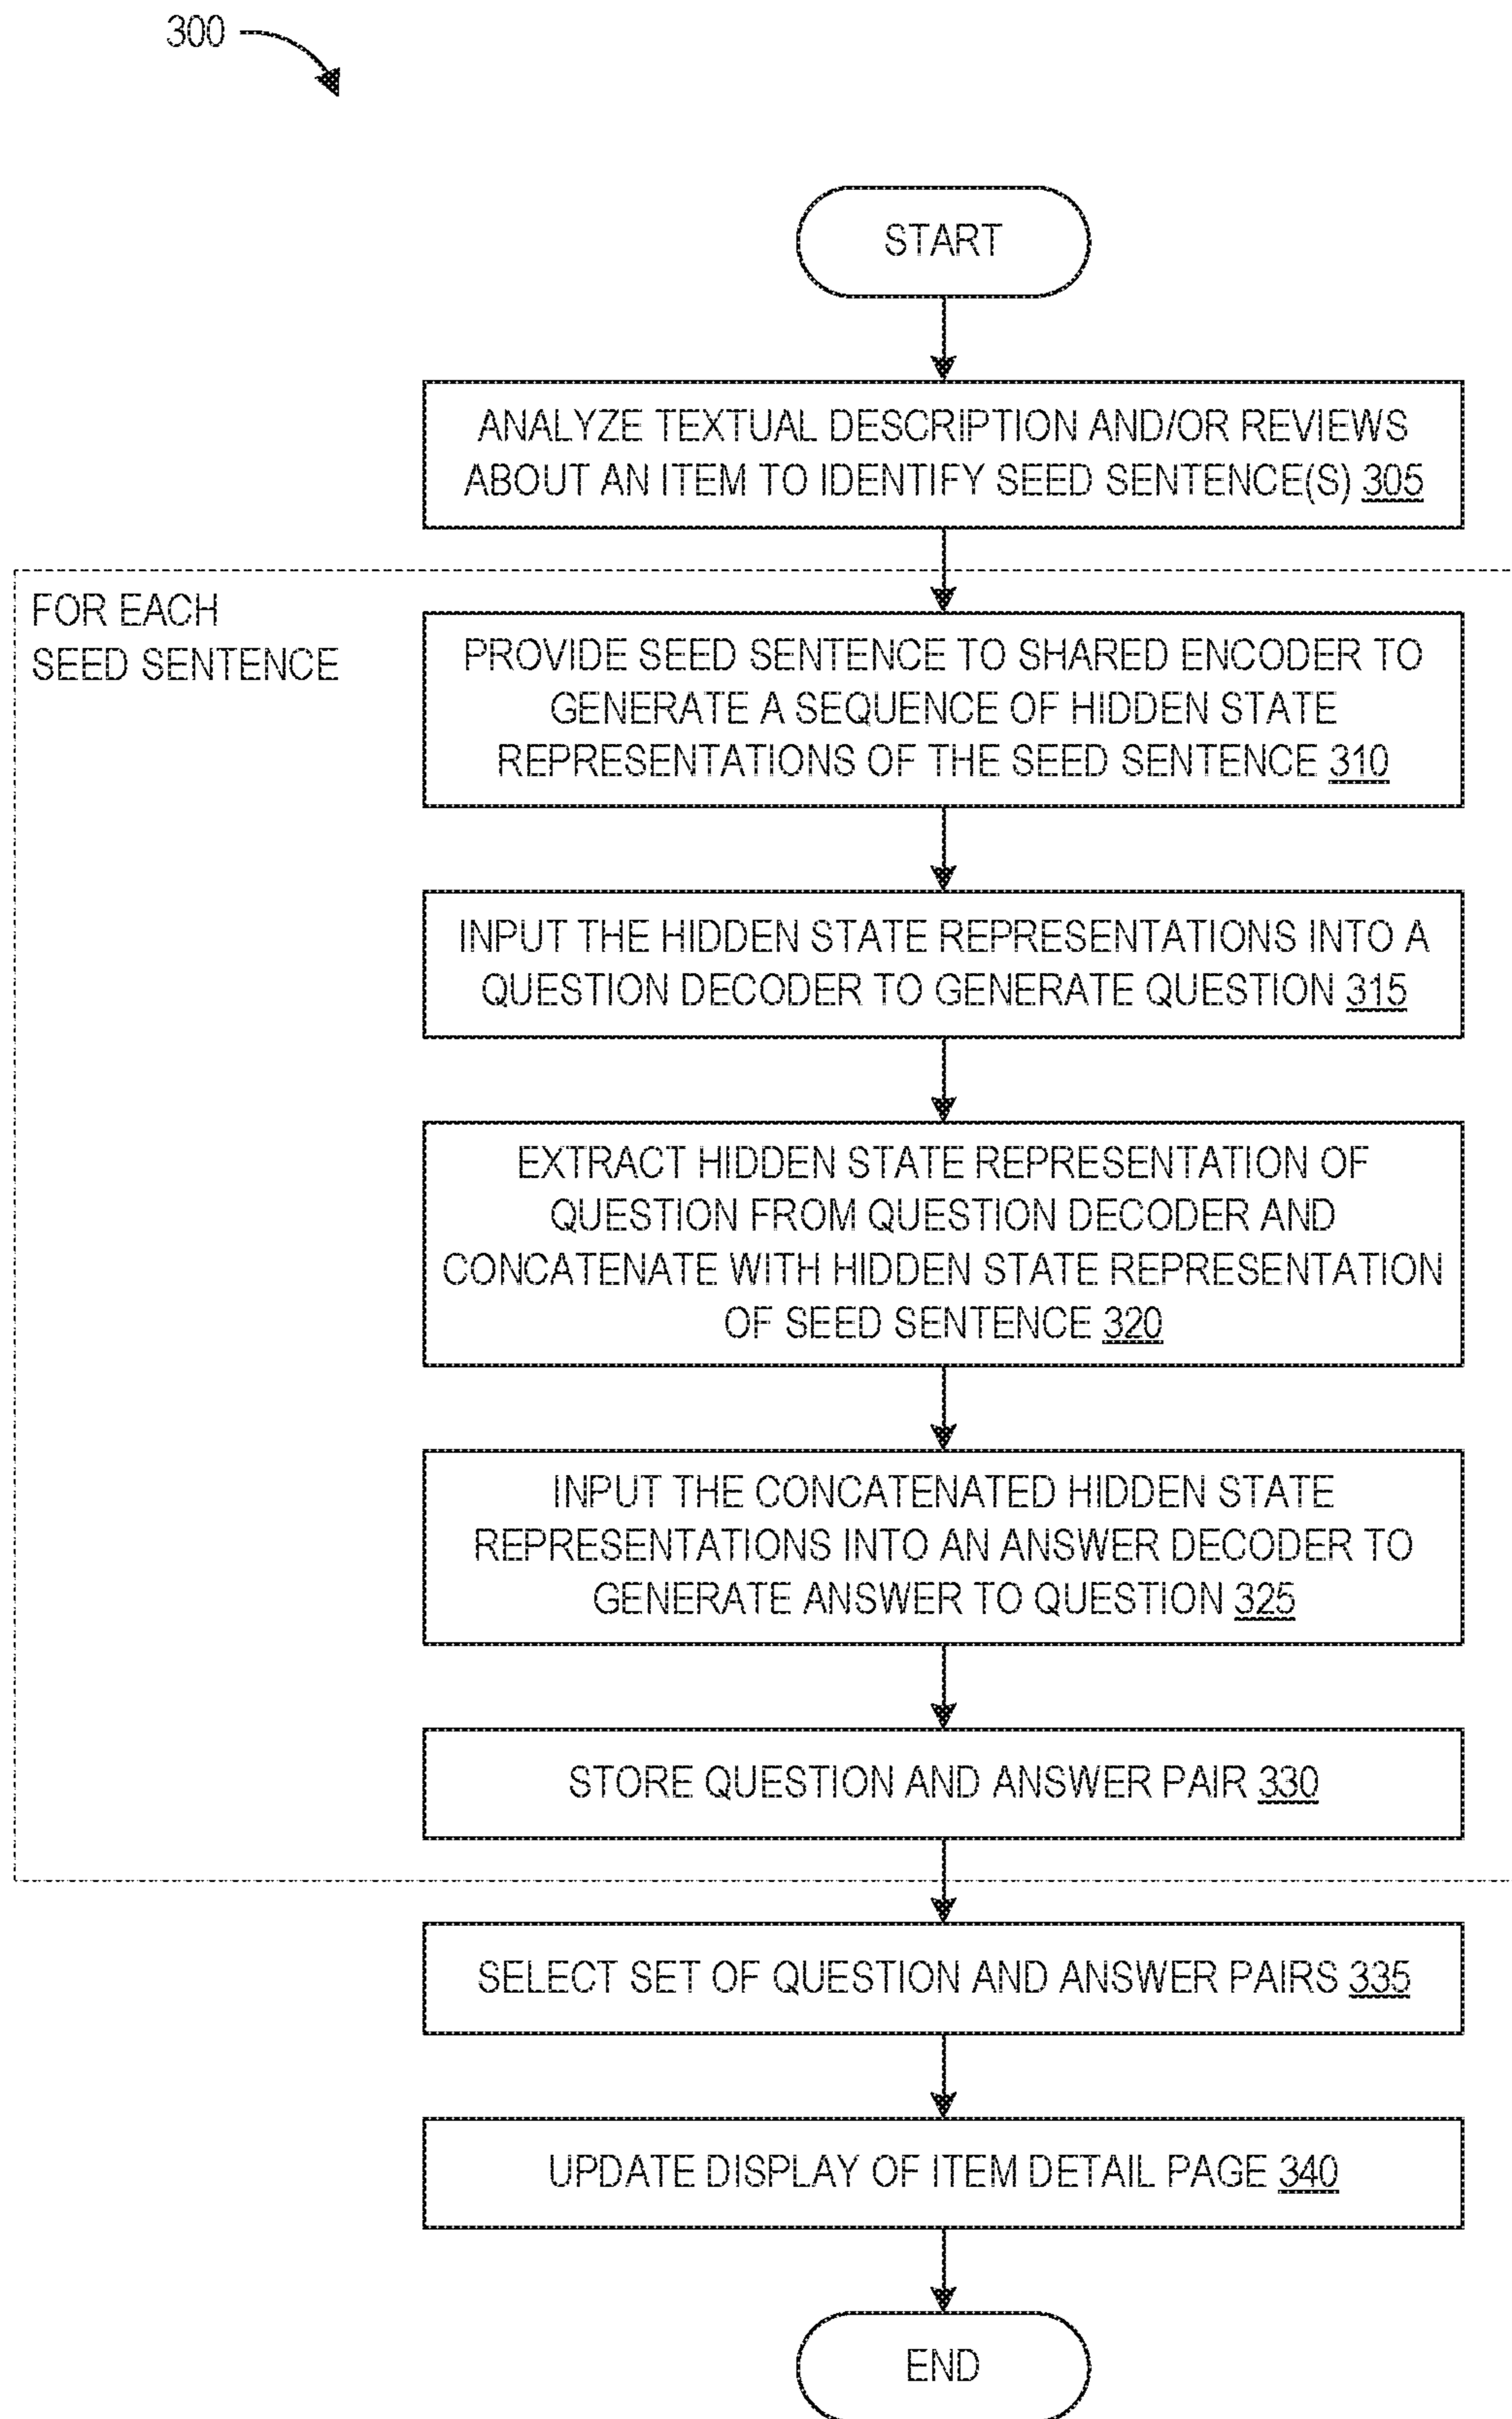 300
START
ANALYZE TEXTUAL DESCRIPTION AND/OR REVIEWS
ABOUT AN ITEM TO IDENTIFY SEED SENTENCE(S) 305
FOR EACH
SEED SENTENCE
PROVIDE SEED SENTENCE TO SHARED ENCODER TO
GENERATE A SEQUENCE OF HIDDEN STATE
REPRESENTATIONS OF THE SEED SENTENCE 310
INPUT THE HIDDEN STATE REPRESENTATIONS INTO A
QUESTION DECODER TO GENERATE QUESTION 315
EXTRACT HIDDEN STATE REPRESENTATION OF
QUESTION FROM QUESTION DECODER AND
CONCATENATE WITH HIDDEN STATE REPRESENTATION
OF SEED SENTENCE 320
INPUT THE CONCATENATED HIDDEN STATE
REPRESENTATIONS INTO AN ANSWER DECODER TO
GENERATE ANSWER TO QUESTION 325
STORE QUESTION AND ANSWER PAIR 330
SELECT SET OF QUESTION AND ANSWER PAIRS 335
UPDATE DISPLAY OF ITEM DETAIL PAGE 340
END